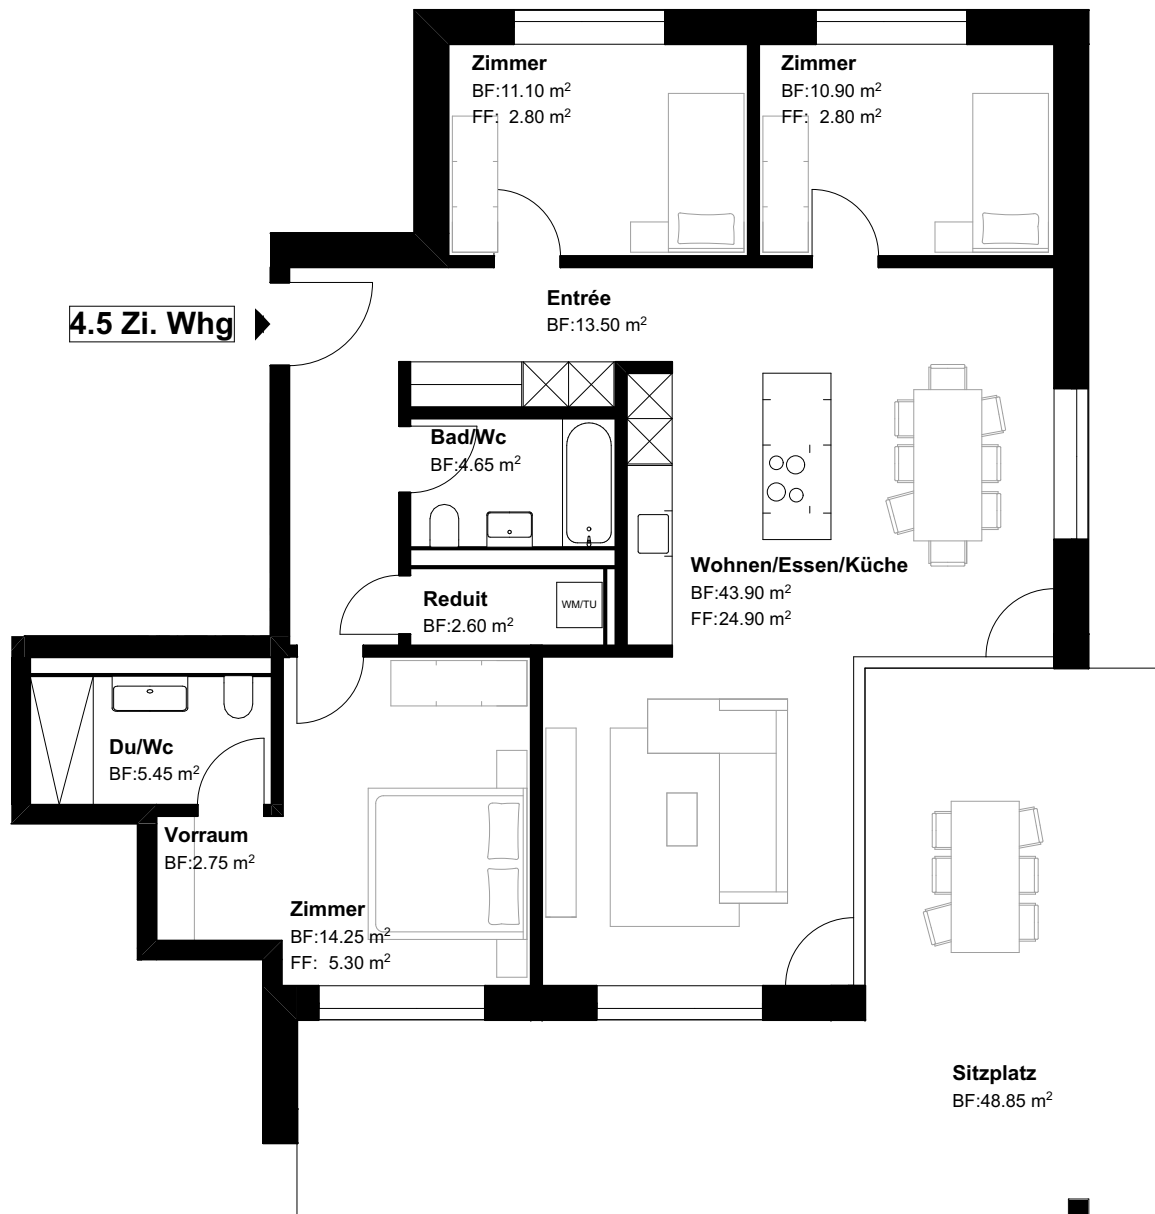 Zimmer
BF:11.10 m²
FF: 2.80 m²
Zimmer
BF:10.90 m²
FF: 2.80 m²
4.5 Zi. Whg
Entrée
BF:13.50 m²
Bad/Wc
BF:4.65 m²
Wohnen/Essen/Küche
BF:43.90 m²
FF:24.90 m²
Reduit
BF:2.60 m²
WM/TU
Du/Wc
BF:5.45 m²
Vorraum
BF:2.75 m²
Zimmer
BF:14.25 m²
FF: 5.30 m²
Sitzplatz
BF:48.85 m²